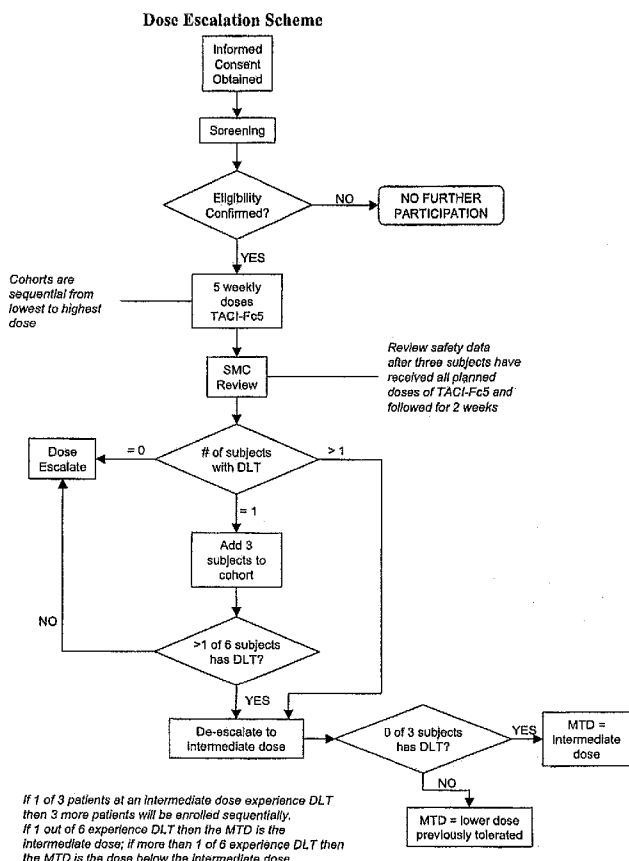 Dose Escalation Scheme
Informed
Consent
Obtained
Screening
Eligibility
Confirmed?
NO
NO FURTHER
PARTICIPATION
YES
Cohorts are
sequential from
lowest to highest
dose
5 weekly
doses
TACI-Fc5
SMC
Review
Review safety data
after three subjects have
received all planned
doses of TACI-Fc5 and
followed for 2 weeks
Dose
Escalate
= 0
# of subjects
with DLT
> 1
= 1
Add 3
subjects to
cohort
NO
>1 of 6 subjects
has DLT?
YES
De-escalate to
intermediate dose
0 of 3 subjects
has DLT?
YES
MTD =
intermediate
dose
NO
MTD = lower dose
previously tolerated
If 1 of 3 patients at an intermediate dose experience DLT
then 3 more patients will be enrolled sequentially.
If 1 out of 6 experience DLT then the MTD is the
intermediate dose; if more than 1 of 6 experience DLT then
the MTD is the dose below the intermediate dose